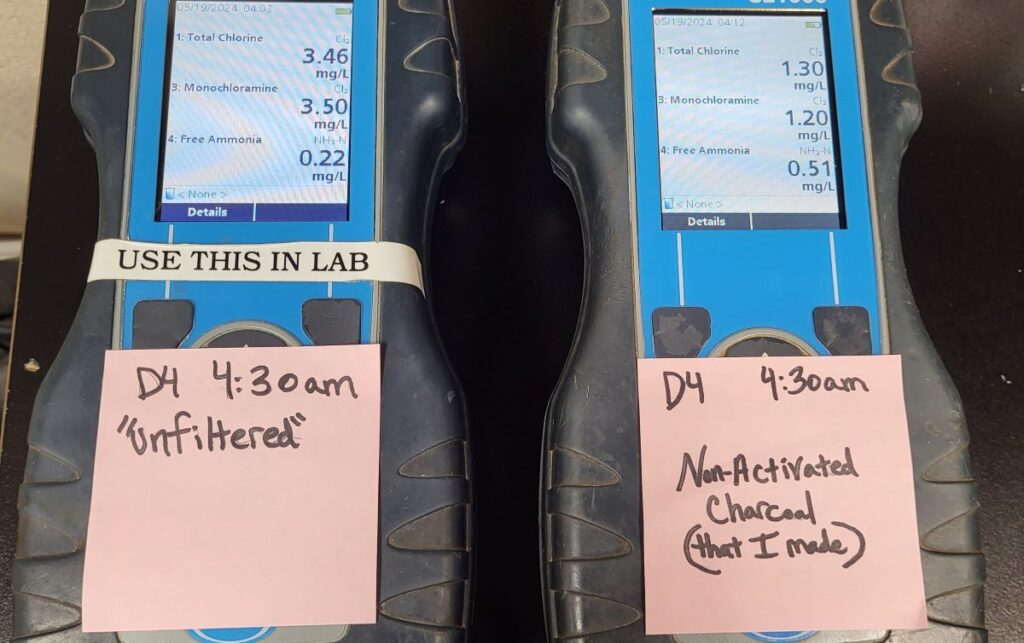 05/19/2024 04:03
1: Total Chlorine
Cl₂
3.46
mg/L
3: Monochloramine
Cl₂
3.50
mg/L
4: Free Ammonia
NH₃-N
0.22
mg/L
< None >
Details
USE THIS IN LAB
D4 4:30am
"Unfiltered"
05/19/2024 04:12
1: Total Chlorine
Cl₂
1.30
mg/L
3: Monochloramine
Cl₂
1.20
mg/L
4: Free Ammonia
NH₃-N
0.51
mg/L
< None >
Details
D4 4:30am
Non-Activated
Charcoal
(that I made)